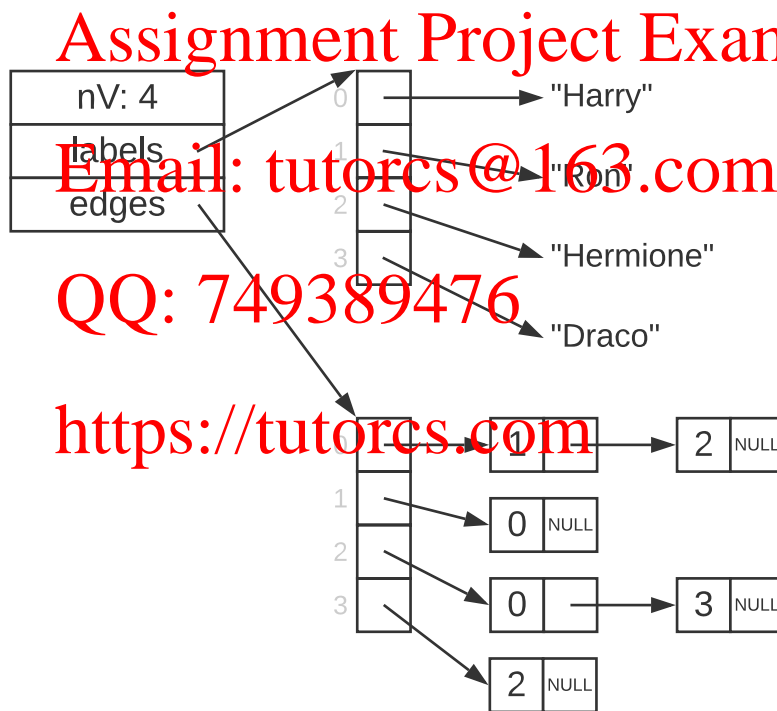 Assignment Project Exam
nV: 4
labels
edges
0
1
2
3
"Harry"
"Ron"
"Hermione"
"Draco"
Email: tutorcs@163.com
QQ: 749389476
https://tutorcs.com
0
1
2
3
1
2 NULL
0 NULL
0
3 NULL
2 NULL